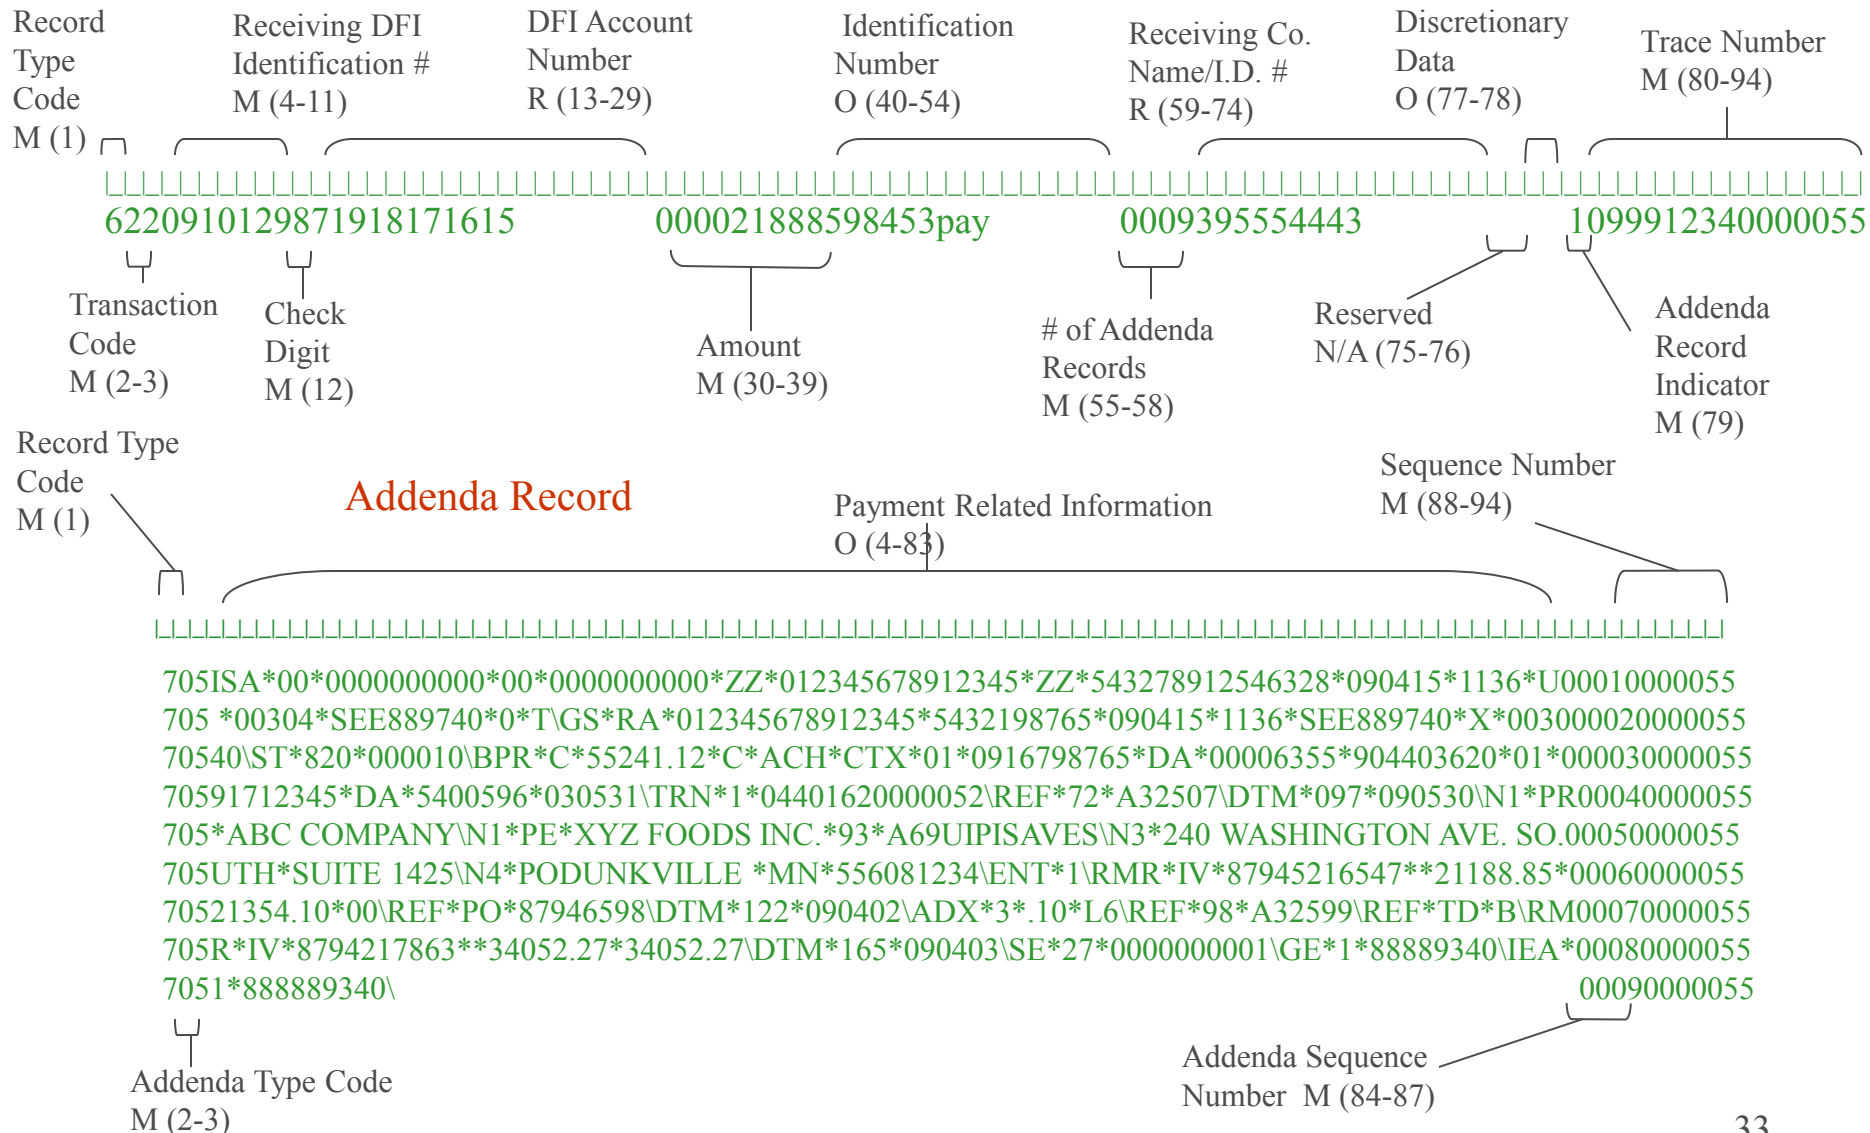 Record
Type
Code
M (1)
Receiving DFI
Identification #
M (4-11)
DFI Account
Number
R (13-29)
Identification
Number
O (40-54)
Receiving Co.
Name/I.D. #
R (59-74)
Discretionary
Data
O (77-78)
Trace Number
M (80-94)
6220910129871918171615 000021888598453pay 0009395554443 1099912340000055
Transaction
Code
M (2-3)
Check
Digit
M (12)
Amount
M (30-39)
# of Addenda
Records
M (55-58)
Reserved
N/A (75-76)
Addenda
Record
Indicator
M (79)
Record Type
Code
M (1)
Addenda Record
Payment Related Information
O (4-83)
Sequence Number
M (88-94)
705ISA*00*0000000000*00*0000000000*ZZ*012345678912345*ZZ*543278912546328*090415*1136*U00010000055
705 *00304*SEE889740*0*T\GS*RA*012345678912345*5432198765*090415*1136*SEE889740*X*003000020000055
70540\ST*820*000010\BPR*C*55241.12*C*ACH*CTX*01*0916798765*DA*00006355*904403620*01*000030000055
70591712345*DA*5400596*030531\TRN*1*04401620000052\REF*72*A32507\DTM*097*090530\N1*PR00040000055
705*ABC COMPANY\N1*PE*XYZ FOODS INC.*93*A69UIPISAVES\N3*240 WASHINGTON AVE. SO.00050000055
705UTH*SUITE 1425\N4*PODUNKVILLE *MN*556081234\ENT*1\RMR*IV*87945216547**21188.85*00060000055
70521354.10*00\REF*PO*87946598\DTM*122*090402\ADX*3*.10*L6\REF*98*A32599\REF*TD*B\RM00070000055
705R*IV*8794217863**34052.27*34052.27\DTM*165*090403\SE*27*0000000001\GE*1*88889340\IEA*00080000055
7051*888889340\ 00090000055
Addenda Type Code
M (2-3)
Addenda Sequence
Number M (84-87)
33